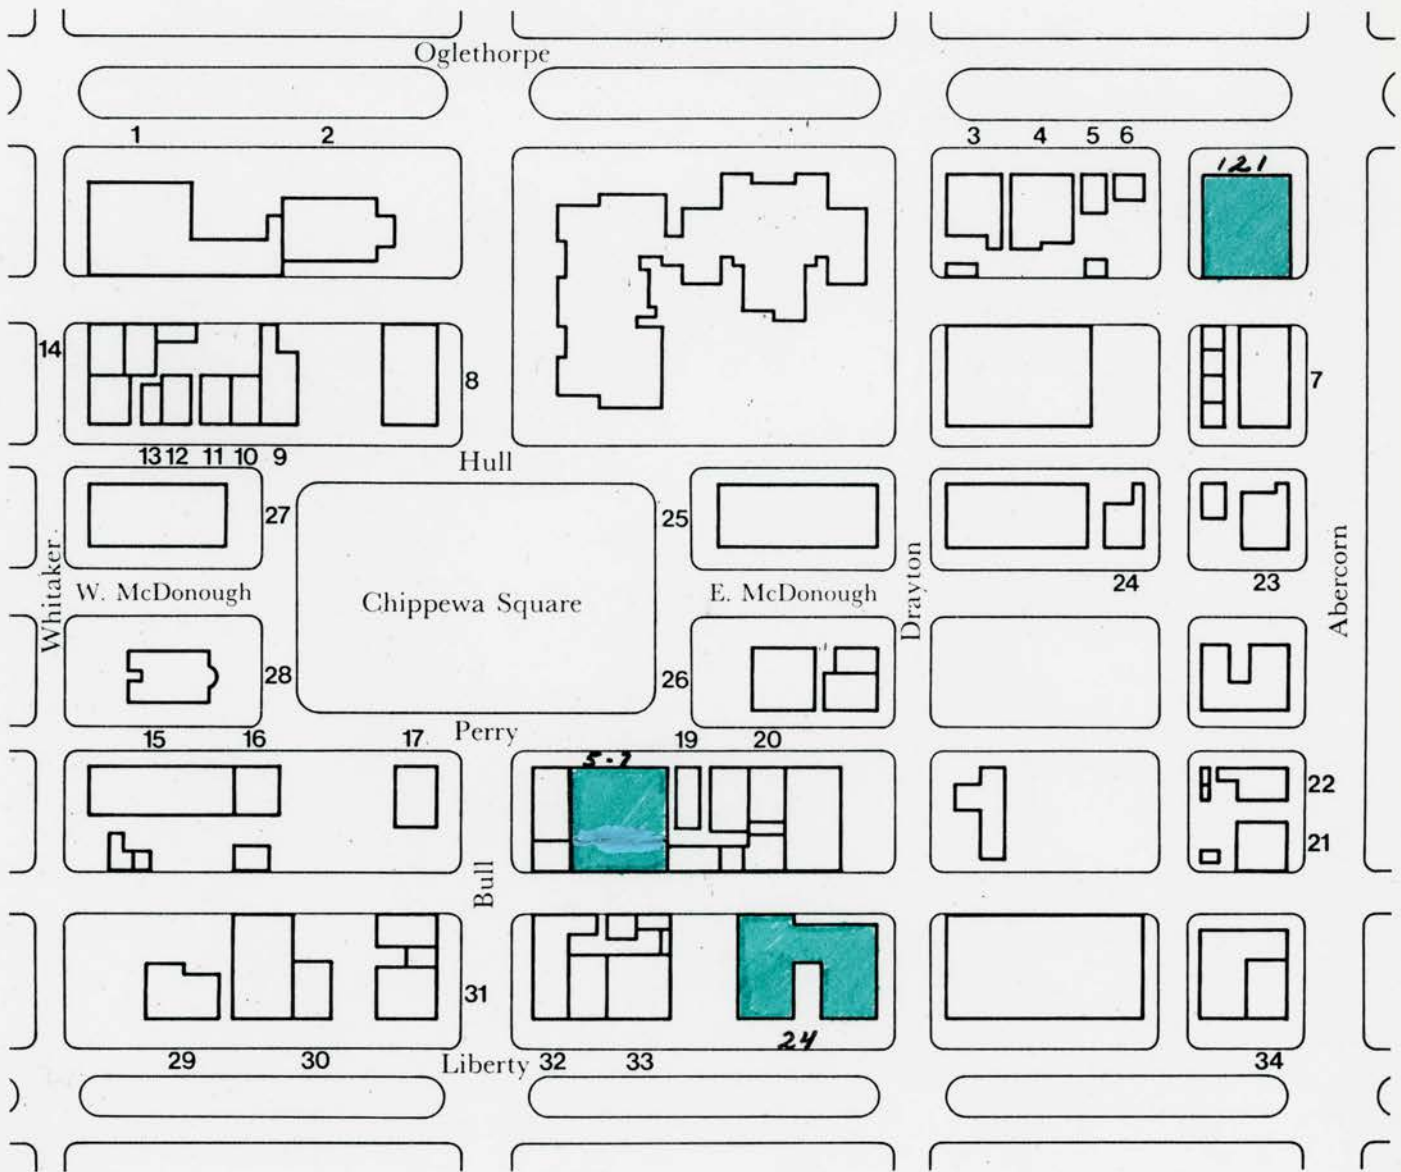 Oglethorpe
1 2 3 4 5 6
121
14 8 7
13 12 11 10 9
Hull
27 25
Whitaker
W. McDonough
Chippewa Square
E. McDonough
Drayton
24 23
Abercorn
28 26
15 16 17
Perry
5-7
19 20
22
21
Bull
31
24
29 30
Liberty
32 33 34